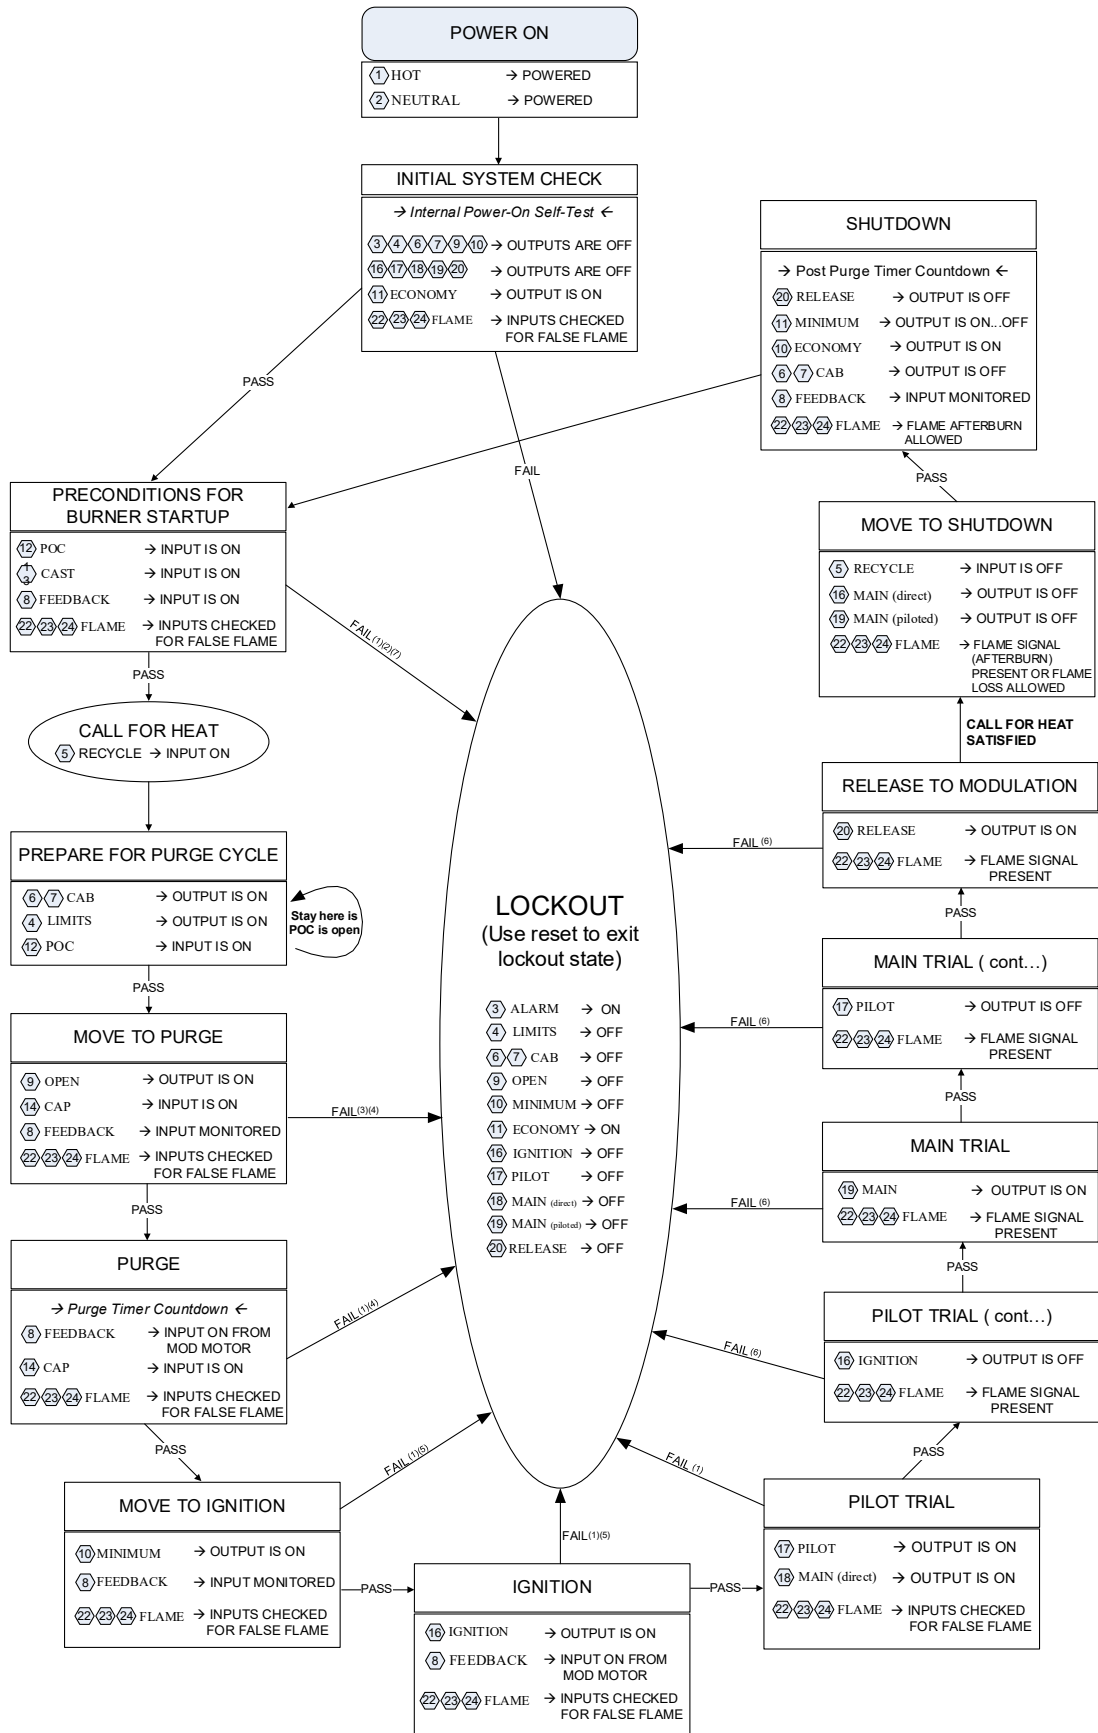 POWER ON
1 HOT → POWERED
2 NEUTRAL → POWERED
INITIAL SYSTEM CHECK
→ Internal Power-On Self-Test ←
3 4 6 7 9 10 → OUTPUTS ARE OFF
16 17 18 19 20 → OUTPUTS ARE OFF
11 ECONOMY → OUTPUT IS ON
22 23 24 FLAME → INPUTS CHECKED
FOR FALSE FLAME
PASS
FAIL
PRECONDITIONS FOR
BURNER STARTUP
12 POC → INPUT IS ON
13 CAST → INPUT IS ON
8 FEEDBACK → INPUT IS ON
22 23 24 FLAME → INPUTS CHECKED
FOR FALSE FLAME
FAIL(1)(2)(7)
PASS
CALL FOR HEAT
5 RECYCLE → INPUT ON
PREPARE FOR PURGE CYCLE
6 7 CAB → OUTPUT IS ON
4 LIMITS → OUTPUT IS ON
12 POC → INPUT IS ON
Stay here is
POC is open
PASS
MOVE TO PURGE
9 OPEN → OUTPUT IS ON
14 CAP → INPUT IS ON
8 FEEDBACK → INPUT MONITORED
22 23 24 FLAME → INPUTS CHECKED
FOR FALSE FLAME
FAIL(3)(4)
PASS
PURGE
→ Purge Timer Countdown ←
8 FEEDBACK → INPUT ON FROM
MOD MOTOR
14 CAP → INPUT IS ON
22 23 24 FLAME → INPUTS CHECKED
FOR FALSE FLAME
FAIL(1)(4)
PASS
MOVE TO IGNITION
10 MINIMUM → OUTPUT IS ON
8 FEEDBACK → INPUT MONITORED
22 23 24 FLAME → INPUTS CHECKED
FOR FALSE FLAME
FAIL(1)(5)
PASS
IGNITION
16 IGNITION → OUTPUT IS ON
8 FEEDBACK → INPUT ON FROM
MOD MOTOR
22 23 24 FLAME → INPUTS CHECKED
FOR FALSE FLAME
FAIL(1)(5)
PASS
PILOT TRIAL
17 PILOT → OUTPUT IS ON
18 MAIN (direct) → OUTPUT IS ON
22 23 24 FLAME → INPUTS CHECKED
FOR FALSE FLAME
FAIL (1)
PASS
PILOT TRIAL ( cont…)
16 IGNITION → OUTPUT IS OFF
22 23 24 FLAME → FLAME SIGNAL
PRESENT
FAIL(6)
PASS
MAIN TRIAL
19 MAIN → OUTPUT IS ON
22 23 24 FLAME → FLAME SIGNAL
PRESENT
FAIL (6)
PASS
MAIN TRIAL ( cont…)
17 PILOT → OUTPUT IS OFF
22 23 24 FLAME → FLAME SIGNAL
PRESENT
FAIL (6)
PASS
RELEASE TO MODULATION
20 RELEASE → OUTPUT IS ON
22 23 24 FLAME → FLAME SIGNAL
PRESENT
FAIL (6)
CALL FOR HEAT
SATISFIED
MOVE TO SHUTDOWN
5 RECYCLE → INPUT IS OFF
16 MAIN (direct) → OUTPUT IS OFF
19 MAIN (piloted) → OUTPUT IS OFF
22 23 24 FLAME → FLAME SIGNAL
(AFTERBURN)
PRESENT OR FLAME
LOSS ALLOWED
PASS
SHUTDOWN
→ Post Purge Timer Countdown ←
20 RELEASE → OUTPUT IS OFF
11 MINIMUM → OUTPUT IS ON...OFF
10 ECONOMY → OUTPUT IS ON
6 7 CAB → OUTPUT IS OFF
8 FEEDBACK → INPUT MONITORED
22 23 24 FLAME → FLAME AFTERBURN
ALLOWED
LOCKOUT
(Use reset to exit
lockout state)
3 ALARM → ON
4 LIMITS → OFF
6 7 CAB → OFF
9 OPEN → OFF
10 MINIMUM → OFF
11 ECONOMY → ON
16 IGNITION → OFF
17 PILOT → OFF
18 MAIN (direct) → OFF
19 MAIN (piloted) → OFF
20 RELEASE → OFF